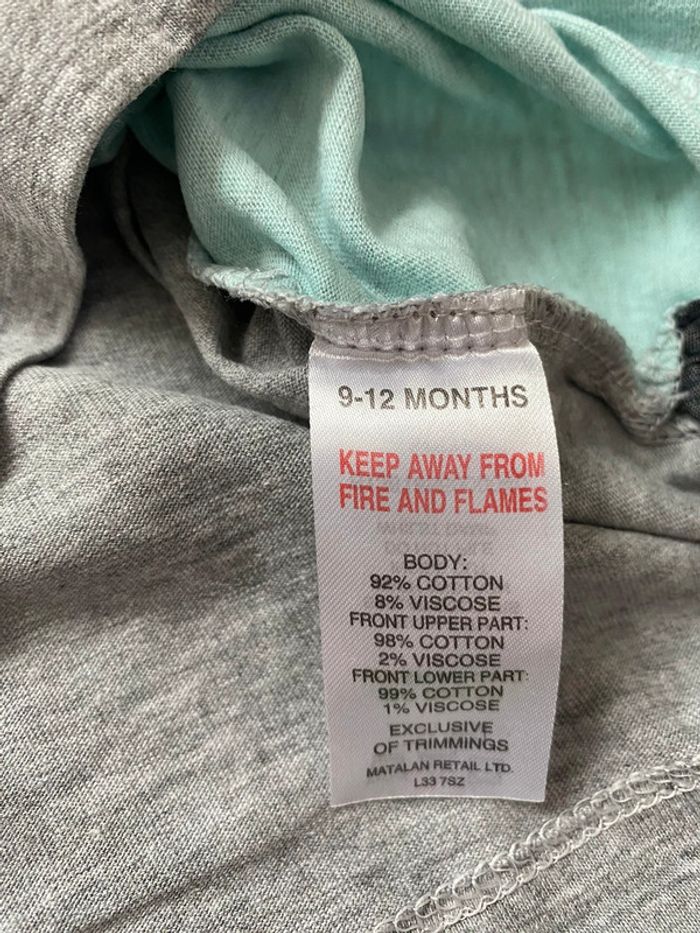 9-12 MONTHS
KEEP AWAY FROM
FIRE AND FLAMES
BODY:
92% COTTON
8% VISCOSE
FRONT UPPER PART:
98% COTTON
2% VISCOSE
FRONT LOWER PART:
99% COTTON
1% VISCOSE
EXCLUSIVE
OF TRIMMINGS
MATALAN RETAIL LTD.
L33 7SZ